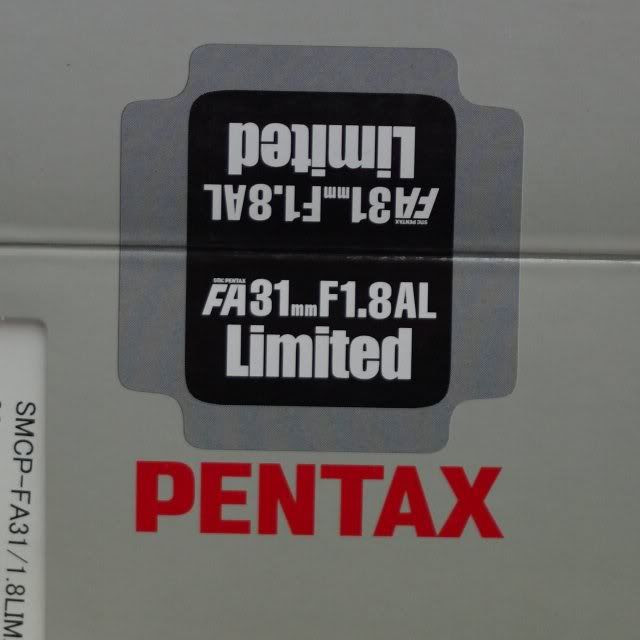 Limited
SMC PENTAX FA31mmF1.8AL
SMC PENTAX
FA31mmF1.8AL
Limited
PENTAX
SMCP-FA31/1.8LIM